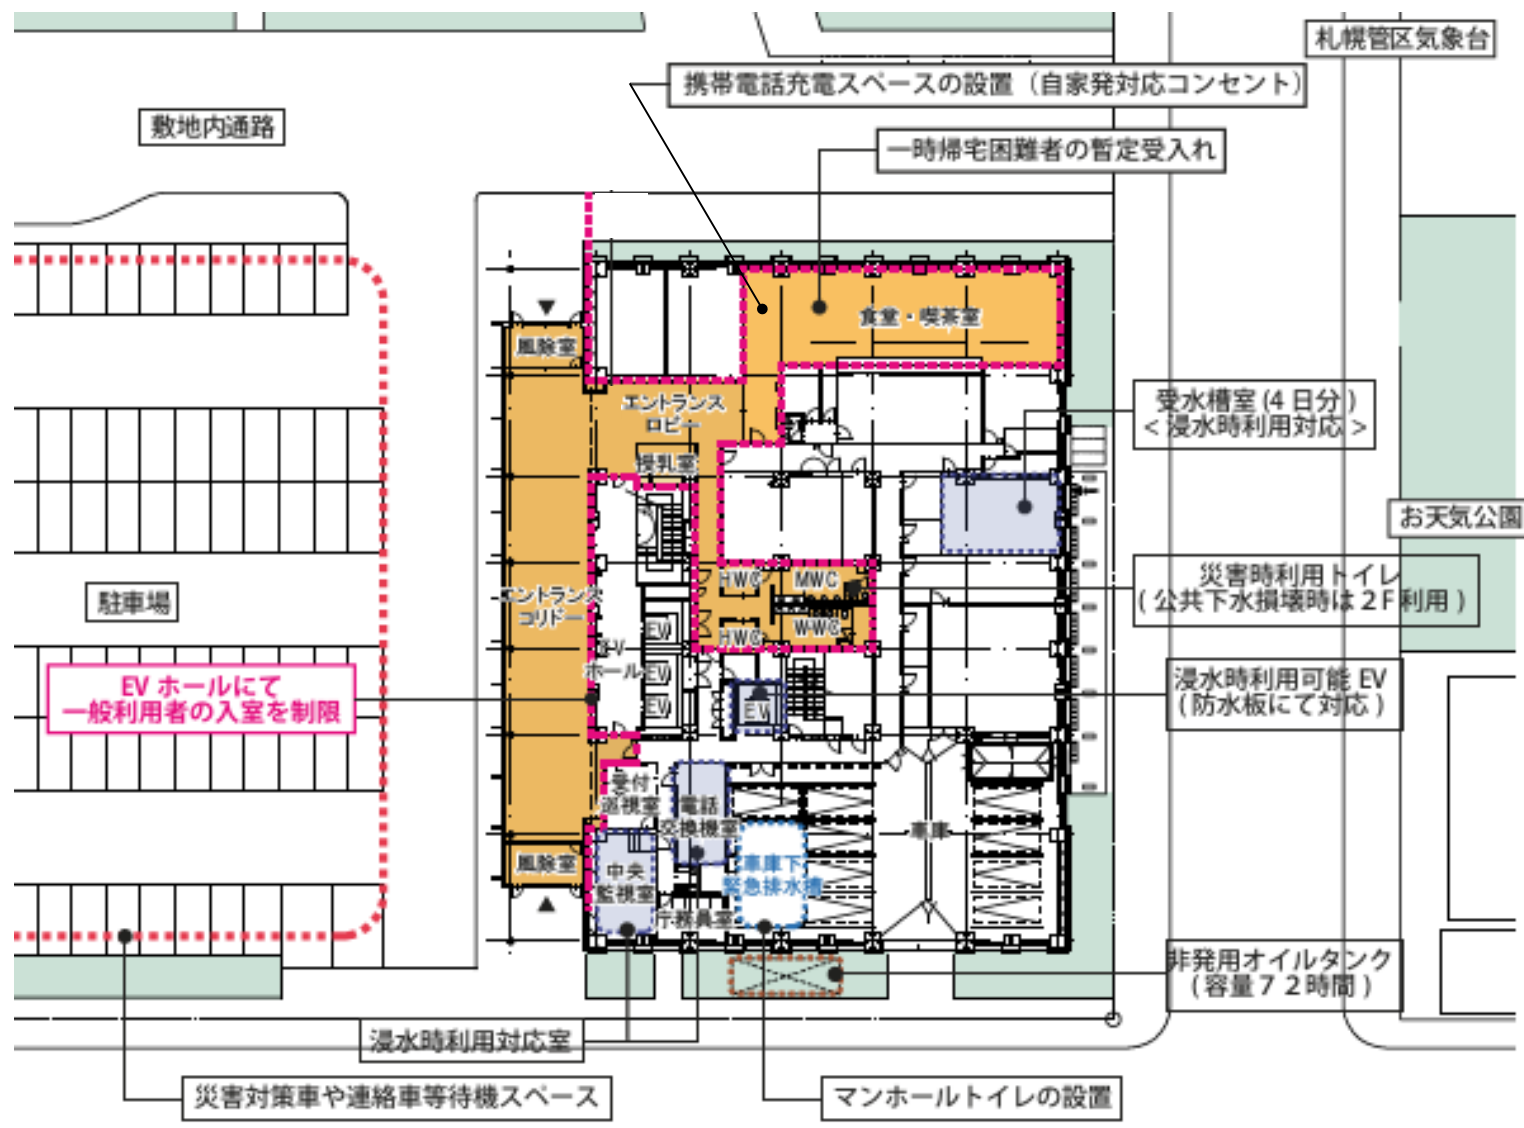 札幌管区気象台
携帯電話充電スペースの設置（自家発対応コンセント）
敷地内通路
一時帰宅困難者の暫定受入れ
食堂・喫茶室
風除室
エントランス
ロビー
受水槽室(4日分)
<浸水時利用対応>
授乳室
お天気公園
HWC
MWC
災害時利用トイレ
(公共下水損壊時は2F利用)
駐車場
エントランス
コリドー
HWC
WWC
EV
EV
ホール
EV
EV
EV
浸水時利用可能EV
(防水板にて対応)
EVホールにて
一般利用者の入室を制限
受付
巡視室
電話
交換機室
車庫
風除室
中央
監視室
車庫下
緊急排水槽
庁務員室
非発用オイルタンク
(容量７２時間)
浸水時利用対応室
災害対策車や連絡車等待機スペース
マンホールトイレの設置